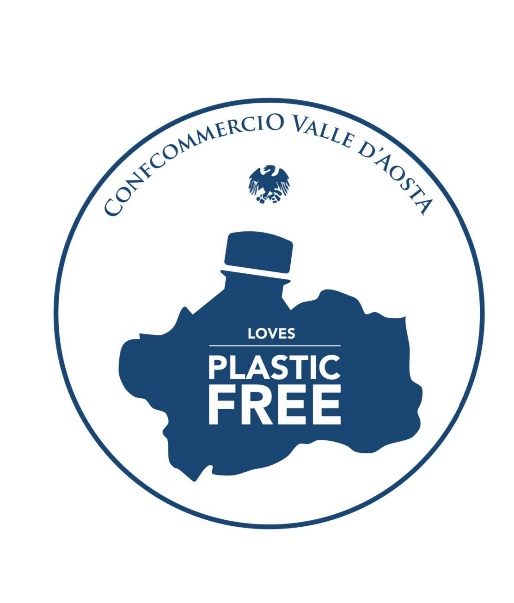 CONFCOMMERCIO VALLE D'AOSTA
LOVES
PLASTIC
FREE